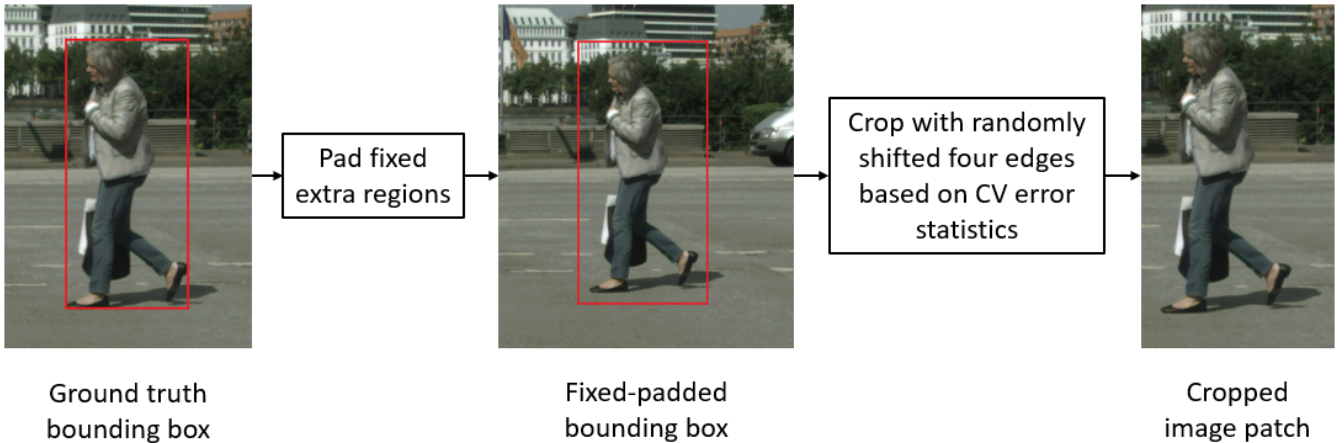 Pad fixed
extra regions
Crop with randomly
shifted four edges
based on CV error
statistics
Ground truth
bounding box
Fixed-padded
bounding box
Cropped
image patch